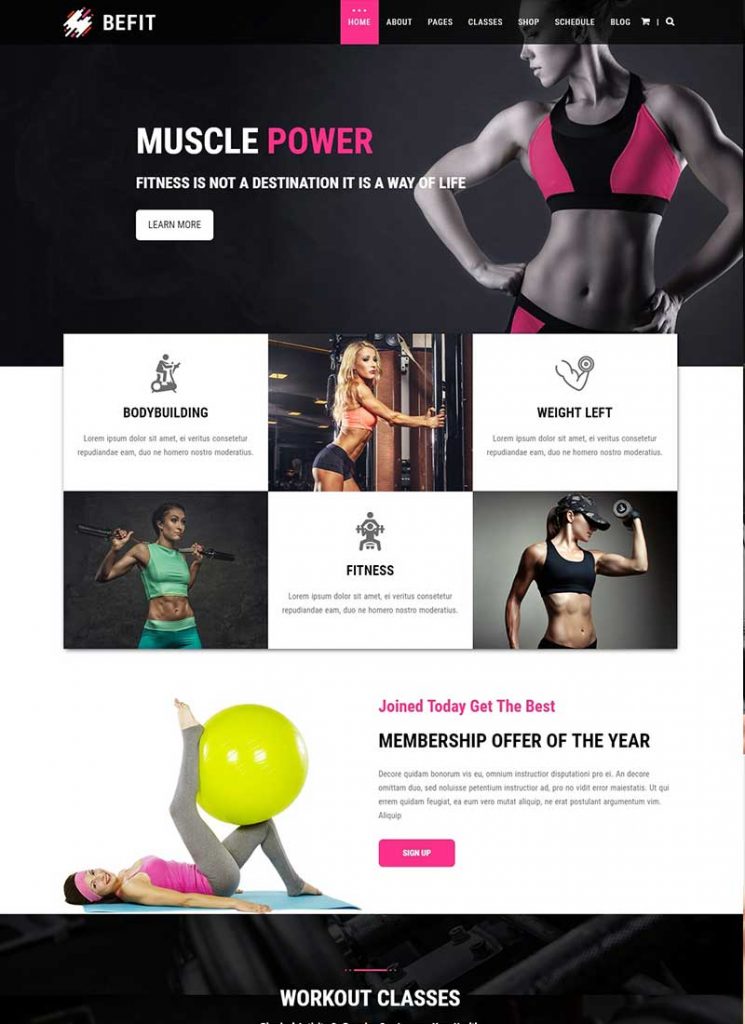 BEFIT
HOME ABOUT PAGES CLASSES SHOP SCHEDULE BLOG |
MUSCLE POWER
FITNESS IS NOT A DESTINATION IT IS A WAY OF LIFE
LEARN MORE
BODYBUILDING
Lorem ipsum dolor sit amet, ei veritus consetetur
repudiandae eam, duo ne homero nostro moderatius.
WEIGHT LEFT
Lorem ipsum dolor sit amet, ei veritus consetetur
repudiandae eam, duo ne homero nostro moderatius.
FITNESS
Lorem ipsum dolor sit amet, ei veritus consetetur
repudiandae eam, duo ne homero nostro moderatius.
Joined Today Get The Best
MEMBERSHIP OFFER OF THE YEAR
Decore quidam bonorum vis eu, omnium instructior disputationi pro ei. An decore
omittam duo, sed noluisse petentium instructior ad, pro no vidit error maiestatis. Ut qui
errem quidam feugiat, ea eum vero mutat aliquip, ne erat postulant argumentum vim.
Aliquip
SIGN UP
WORKOUT CLASSES